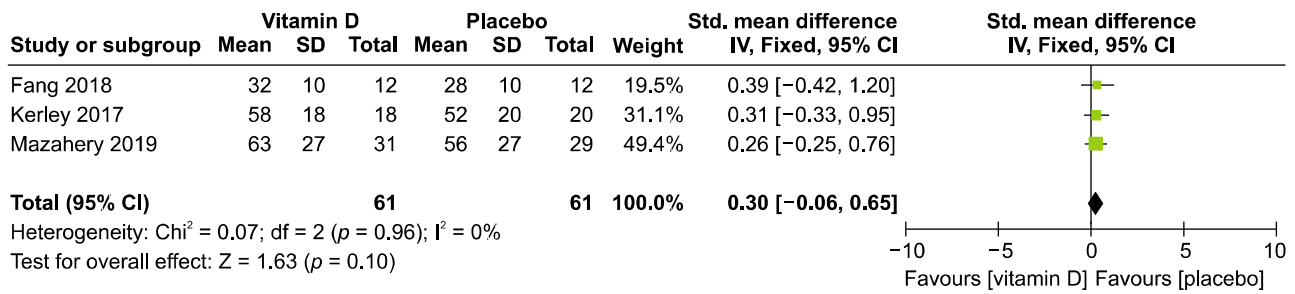 Vitamin D Placebo Std. mean difference Std. mean difference
Study or subgroup Mean SD Total Mean SD Total Weight IV, Fixed, 95% CI IV, Fixed, 95% CI
Fang 2018 32 10 12 28 10 12 19.5% 0.39 [−0.42, 1.20]
Kerley 2017 58 18 18 52 20 20 31.1% 0.31 [−0.33, 0.95]
Mazahery 2019 63 27 31 56 27 29 49.4% 0.26 [−0.25, 0.76]
Total (95% CI) 61 61 100.0% 0.30 [−0.06, 0.65]
Heterogeneity: Chi² = 0.07; df = 2 (p = 0.96); I² = 0%
Test for overall effect: Z = 1.63 (p = 0.10)
−10 −5 0 5 10
Favours [vitamin D] Favours [placebo]